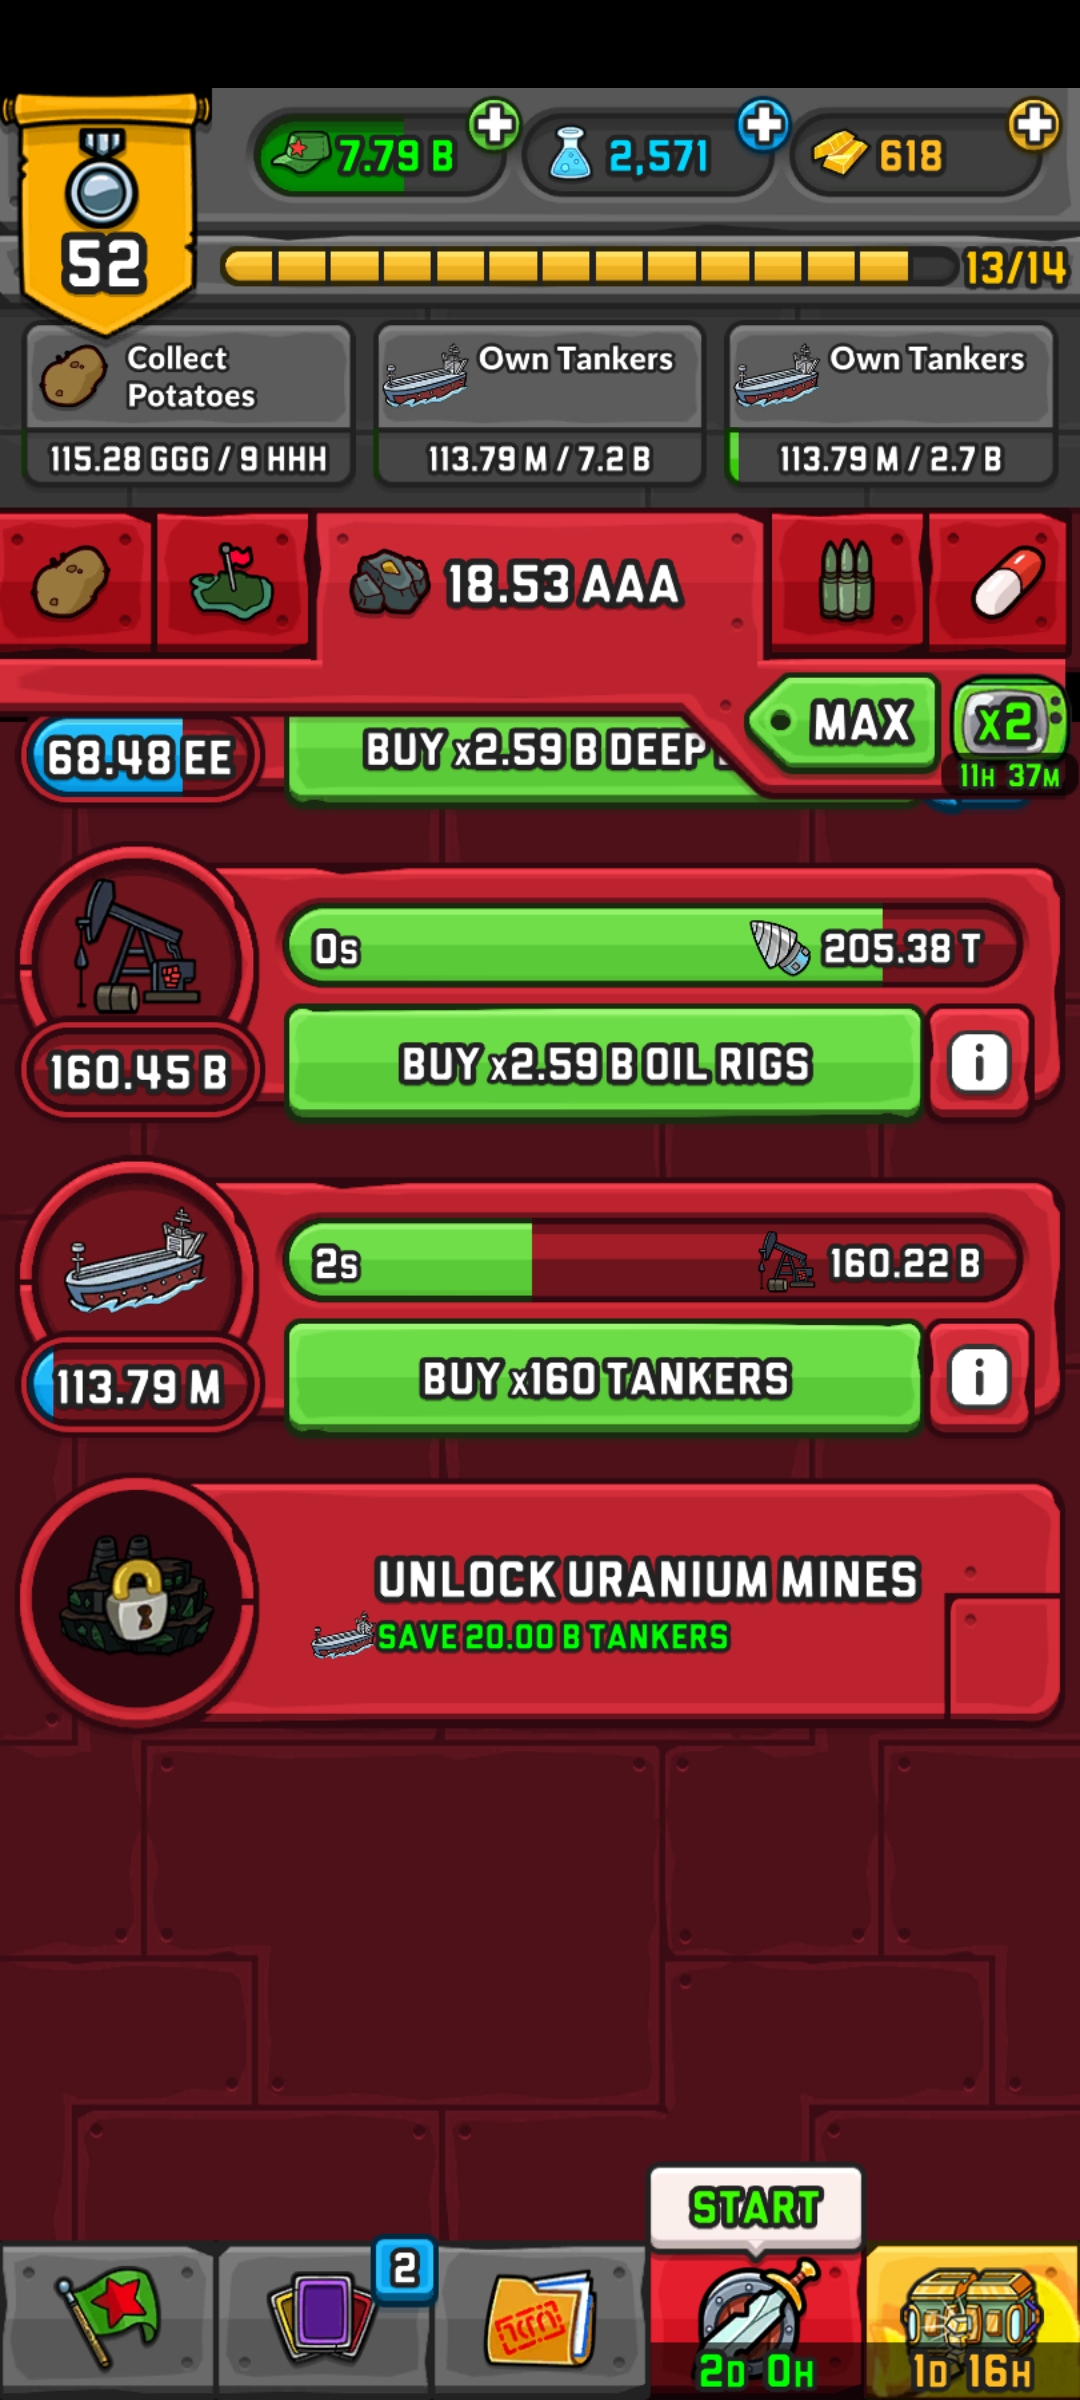 7.79 B
2,571
618
52
13/14
Collect
Potatoes
115.28 GGG / 9 HHH
Own Tankers
113.79 M / 7.2 B
Own Tankers
113.79 M / 2.7 B
18.53 AAA
MAX
x2
11H 37M
68.48 EE
BUY x2.59 B DEEP
0s
205.38 T
160.45 B
BUY x2.59 B OIL RIGS
i
2s
160.22 B
113.79 M
BUY x160 TANKERS
i
UNLOCK URANIUM MINES
SAVE 20.00 B TANKERS
START
2
2D 0H
1D 16H